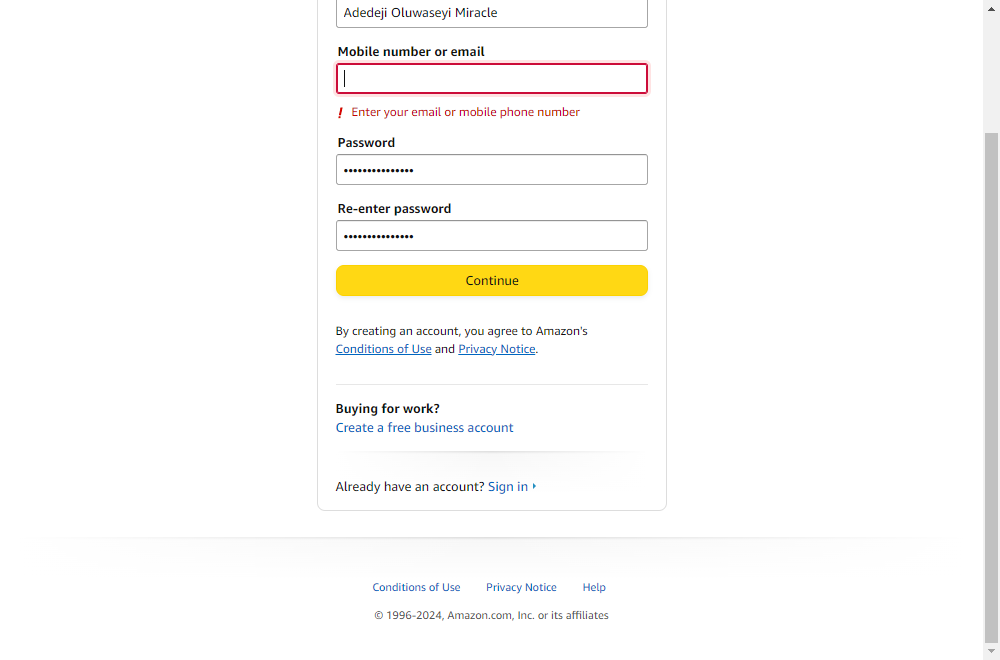 Adedeji Oluwaseyi Miracle
Mobile number or email
! Enter your email or mobile phone number
Password
•••••••••••••••
Re-enter password
•••••••••••••••
Continue
By creating an account, you agree to Amazon's
Conditions of Use and Privacy Notice.
Buying for work?
Create a free business account
Already have an account? Sign in
Conditions of Use Privacy Notice Help
© 1996-2024, Amazon.com, Inc. or its affiliates